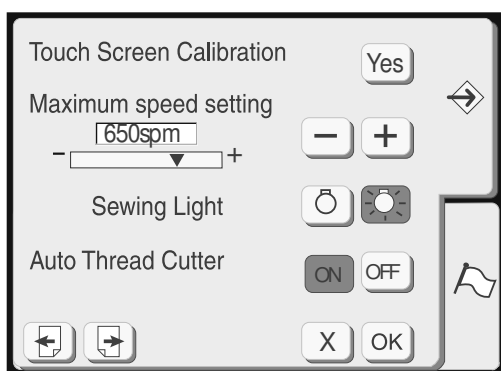 Touch Screen Calibration Yes
Maximum speed setting
650spm
- +
- +
Sewing Light
Auto Thread Cutter ON OFF
X OK